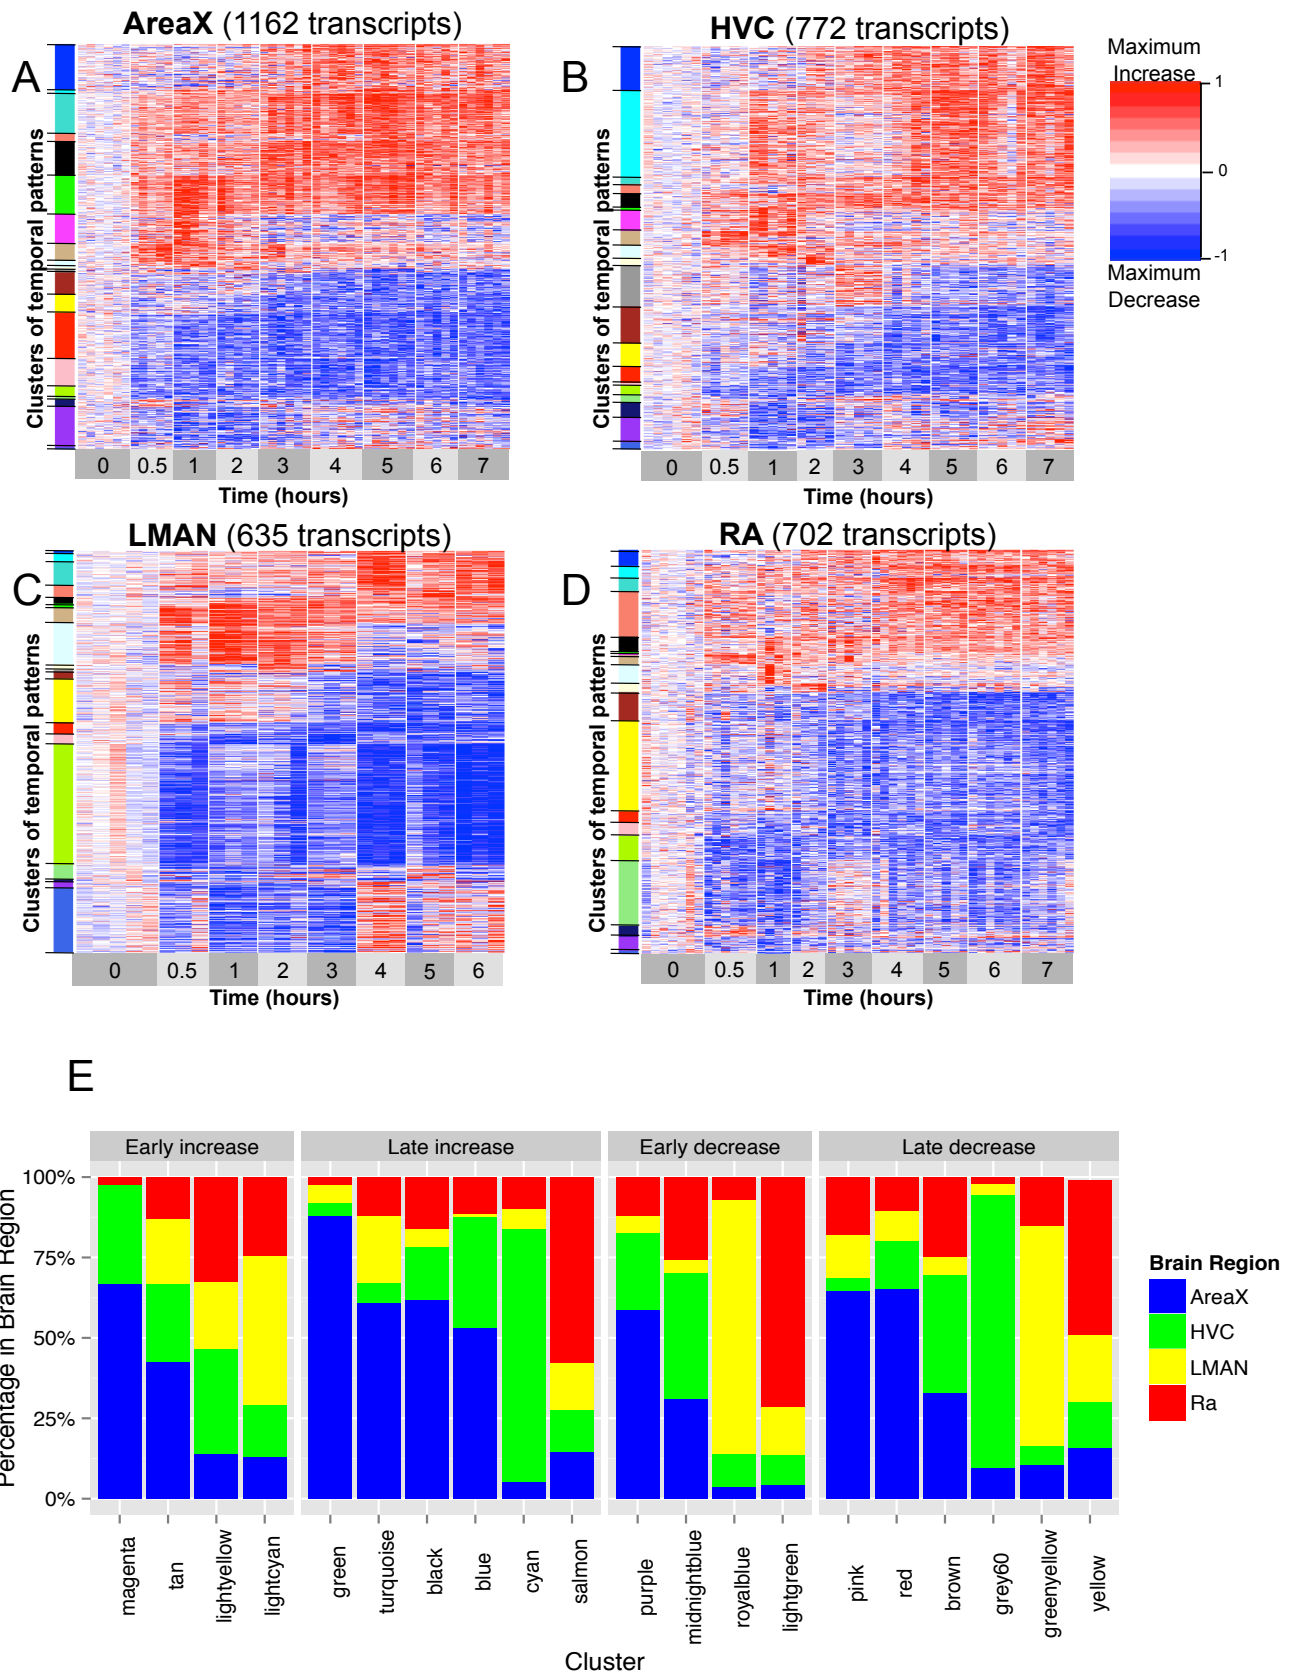 AreaX (1162 transcripts)
HVC (772 transcripts)
A
B
Maximum
Increase
1
0
-1
Maximum
Decrease
Clusters of temporal patterns
Clusters of temporal patterns
0 0.5 1 2 3 4 5 6 7
0 0.5 1 2 3 4 5 6 7
Time (hours)
Time (hours)
LMAN (635 transcripts)
RA (702 transcripts)
C
D
Clusters of temporal patterns
Clusters of temporal patterns
0 0.5 1 2 3 4 5 6
0 0.5 1 2 3 4 5 6 7
Time (hours)
Time (hours)
E
Early increase
Late increase
Early decrease
Late decrease
Percentage in Brain Region
100%
75%
50%
25%
0%
Brain Region
AreaX
HVC
LMAN
Ra
magenta
tan
lightyellow
lightcyan
green
turquoise
black
blue
cyan
salmon
purple
midnightblue
royalblue
lightgreen
pink
red
brown
grey60
greenyellow
yellow
Cluster